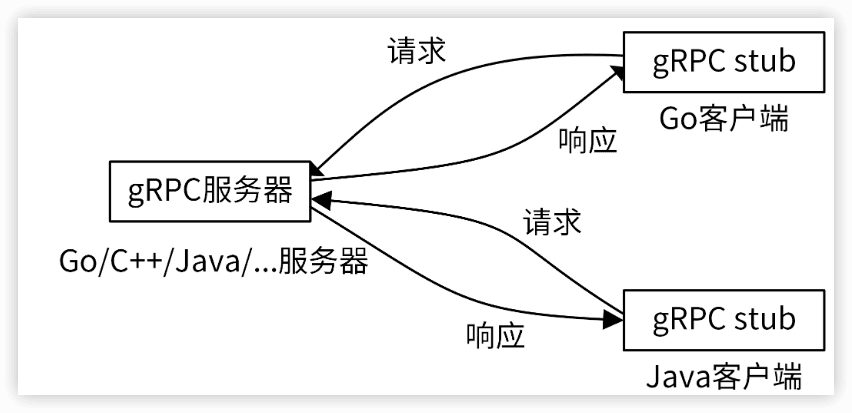 请求
gRPC stub
Go客户端
响应
gRPC服务器
Go/C++/Java/...服务器
请求
gRPC stub
响应
Java客户端